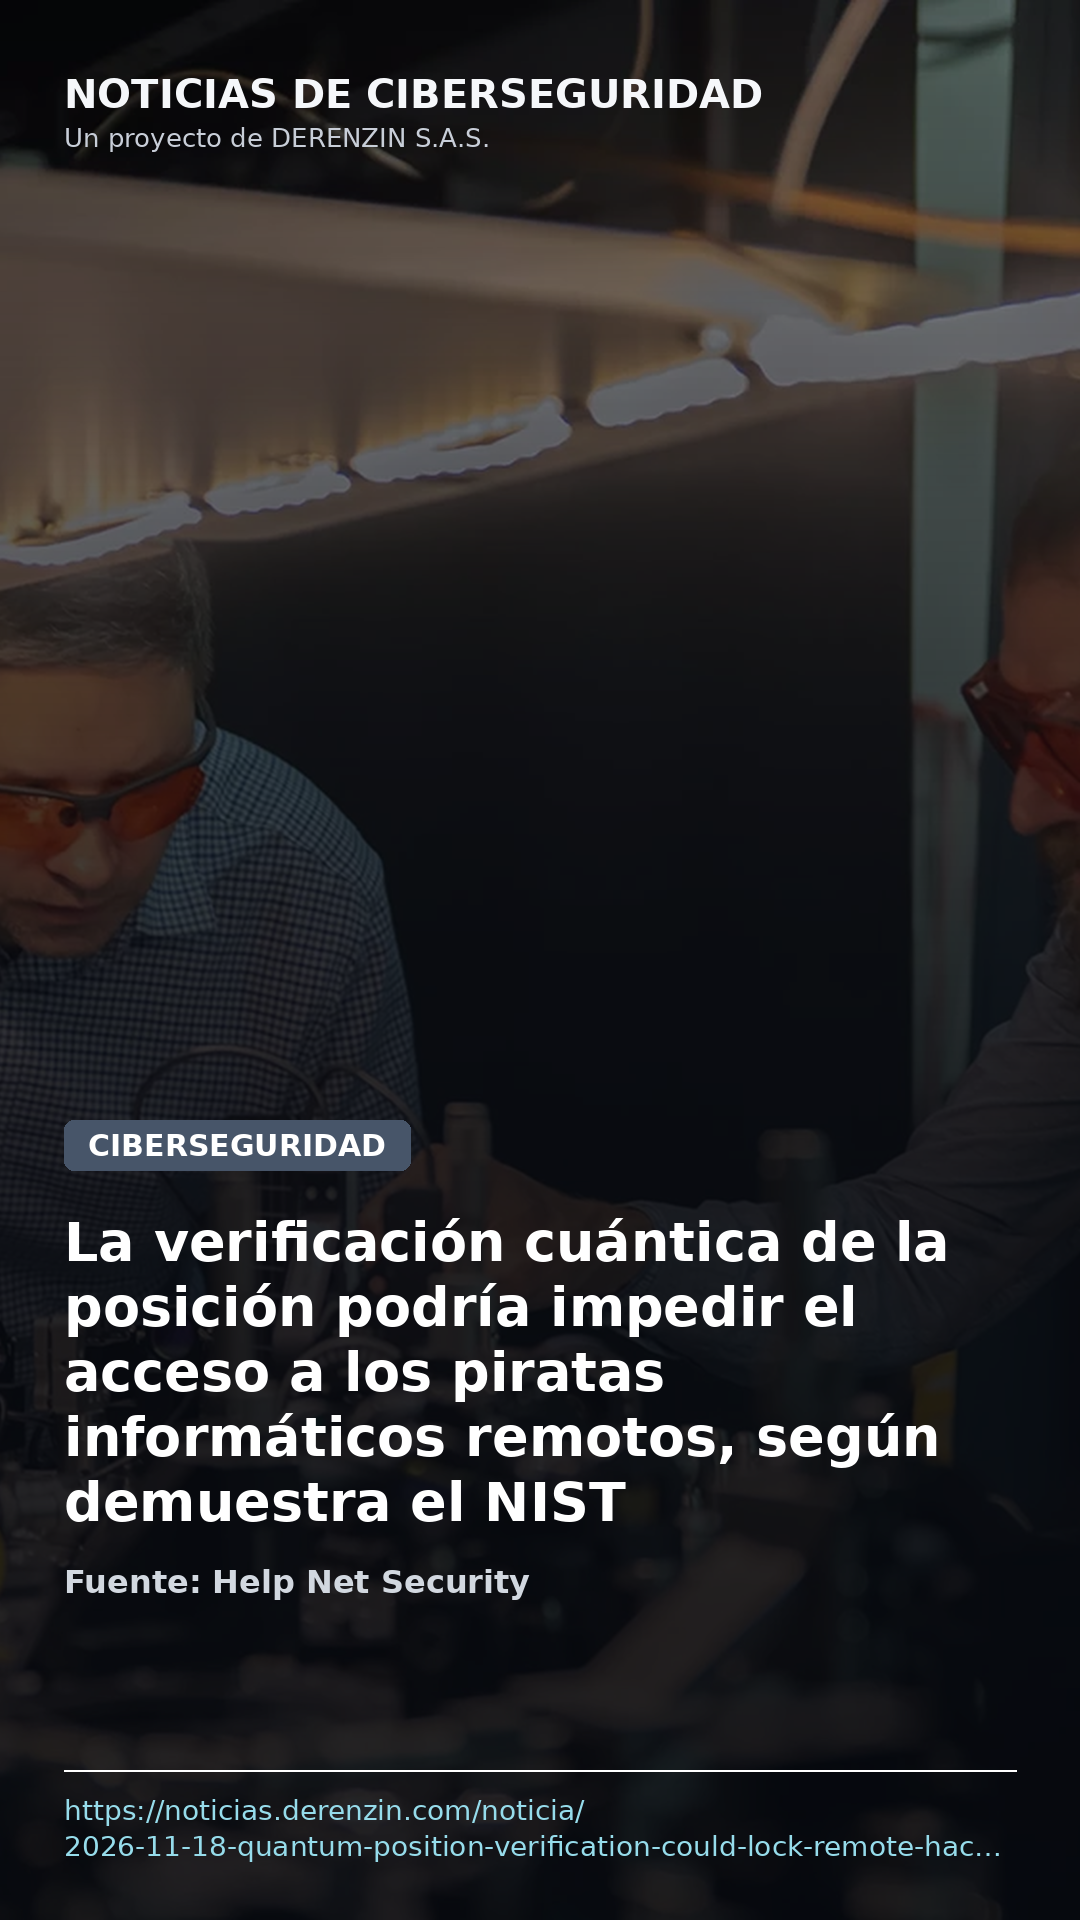 NOTICIAS DE CIBERSEGURIDAD
Un proyecto de DERENZIN S.A.S.
CIBERSEGURIDAD
La verificación cuántica de la
posición podría impedir el
acceso a los piratas
informáticos remotos, según
demuestra el NIST
Fuente: Help Net Security
https://noticias.derenzin.com/noticia/
2026-11-18-quantum-position-verification-could-lock-remote-hac...